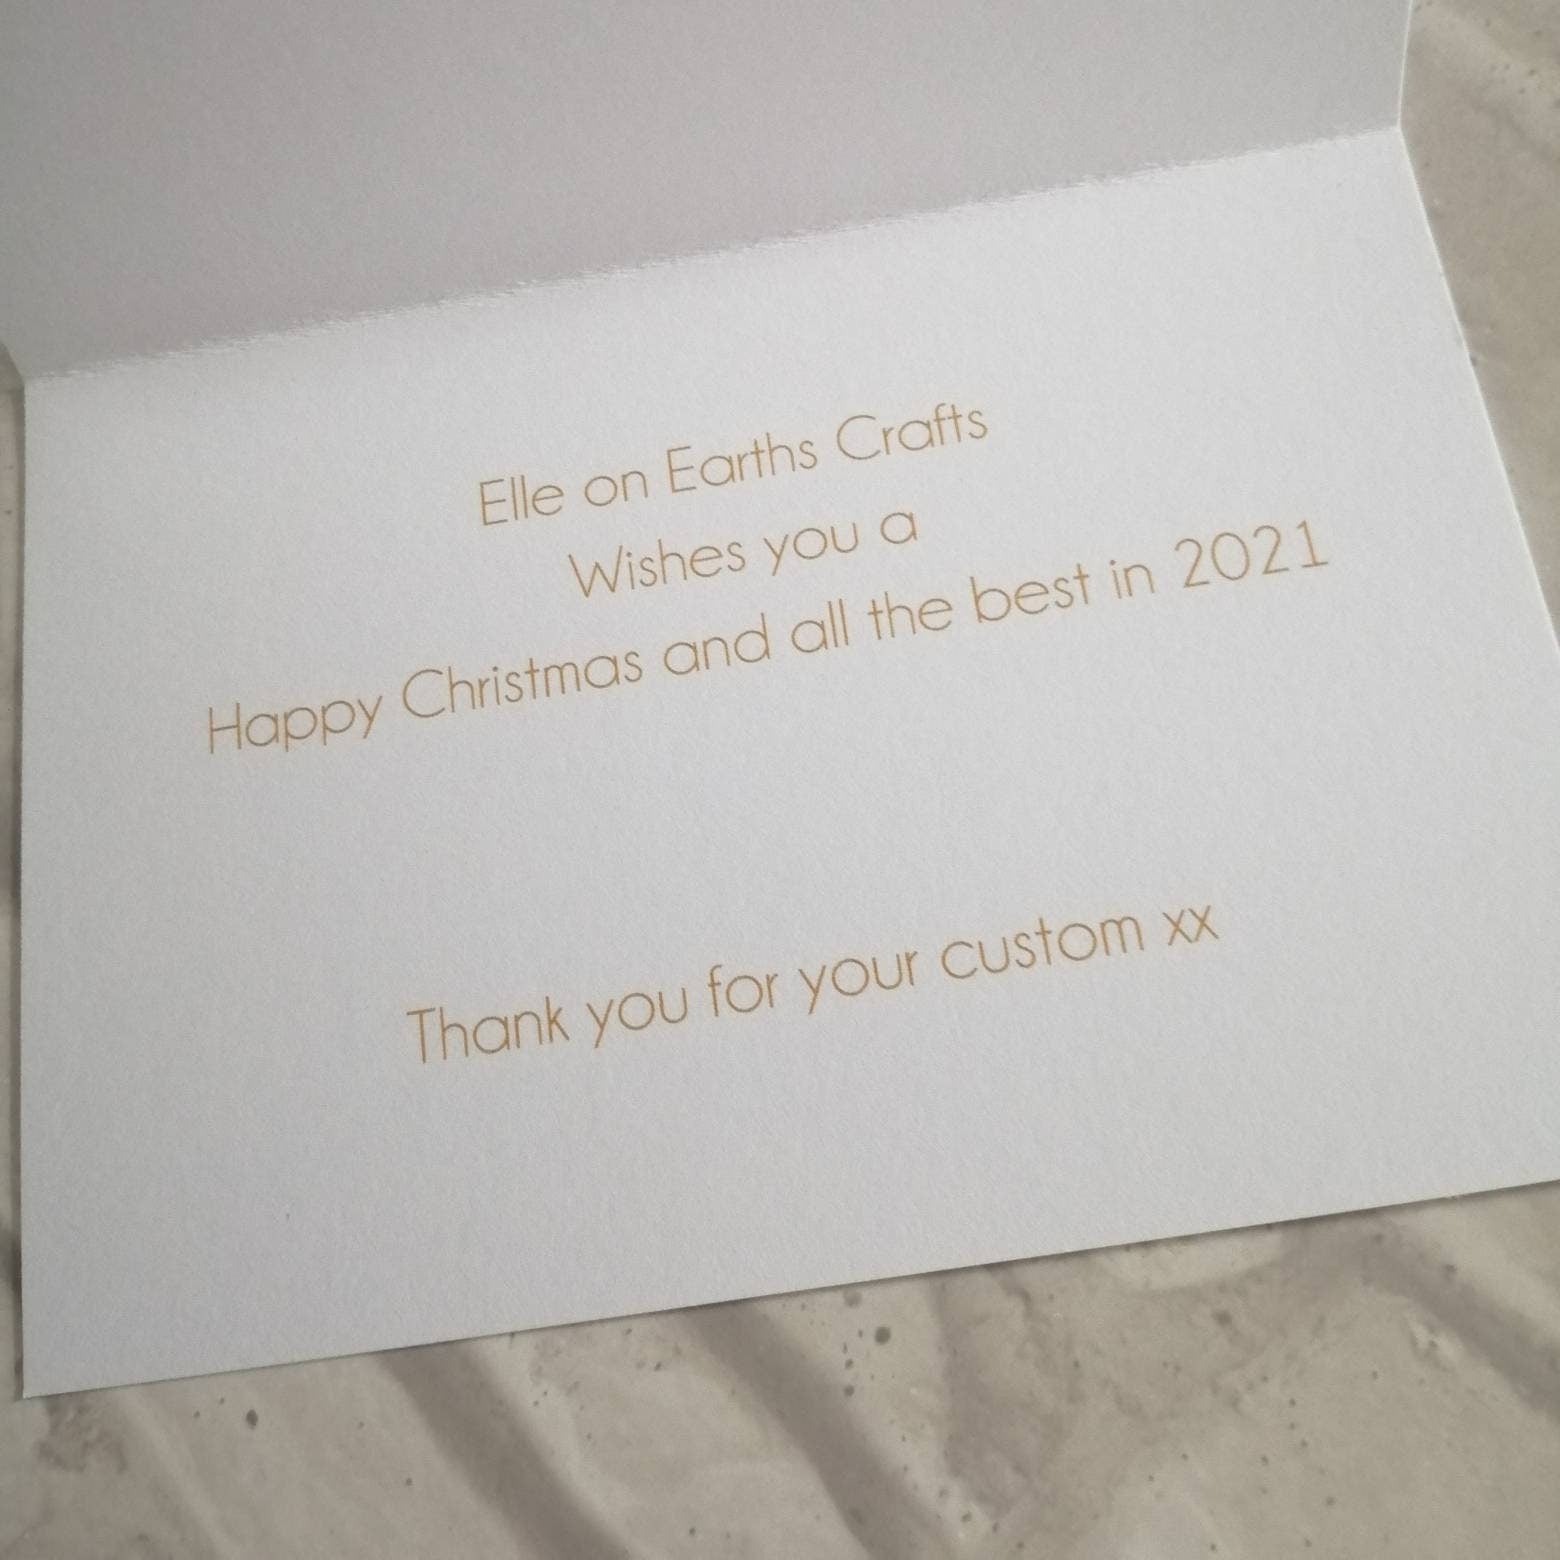 Elle on Earths Crafts
Wishes you a
Happy Christmas and all the best in 2021
Thank you for your custom xx